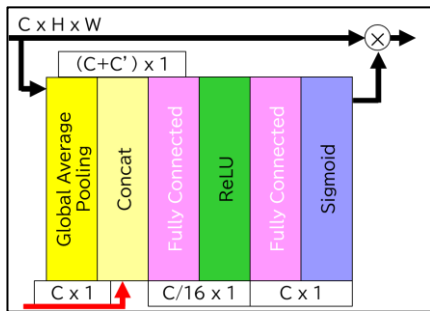 C x H x W
(C+C') x 1
Global Average
Pooling
Concat
Fully Connected
ReLU
Fully Connected
Sigmoid
C x 1
C/16 x 1
C x 1